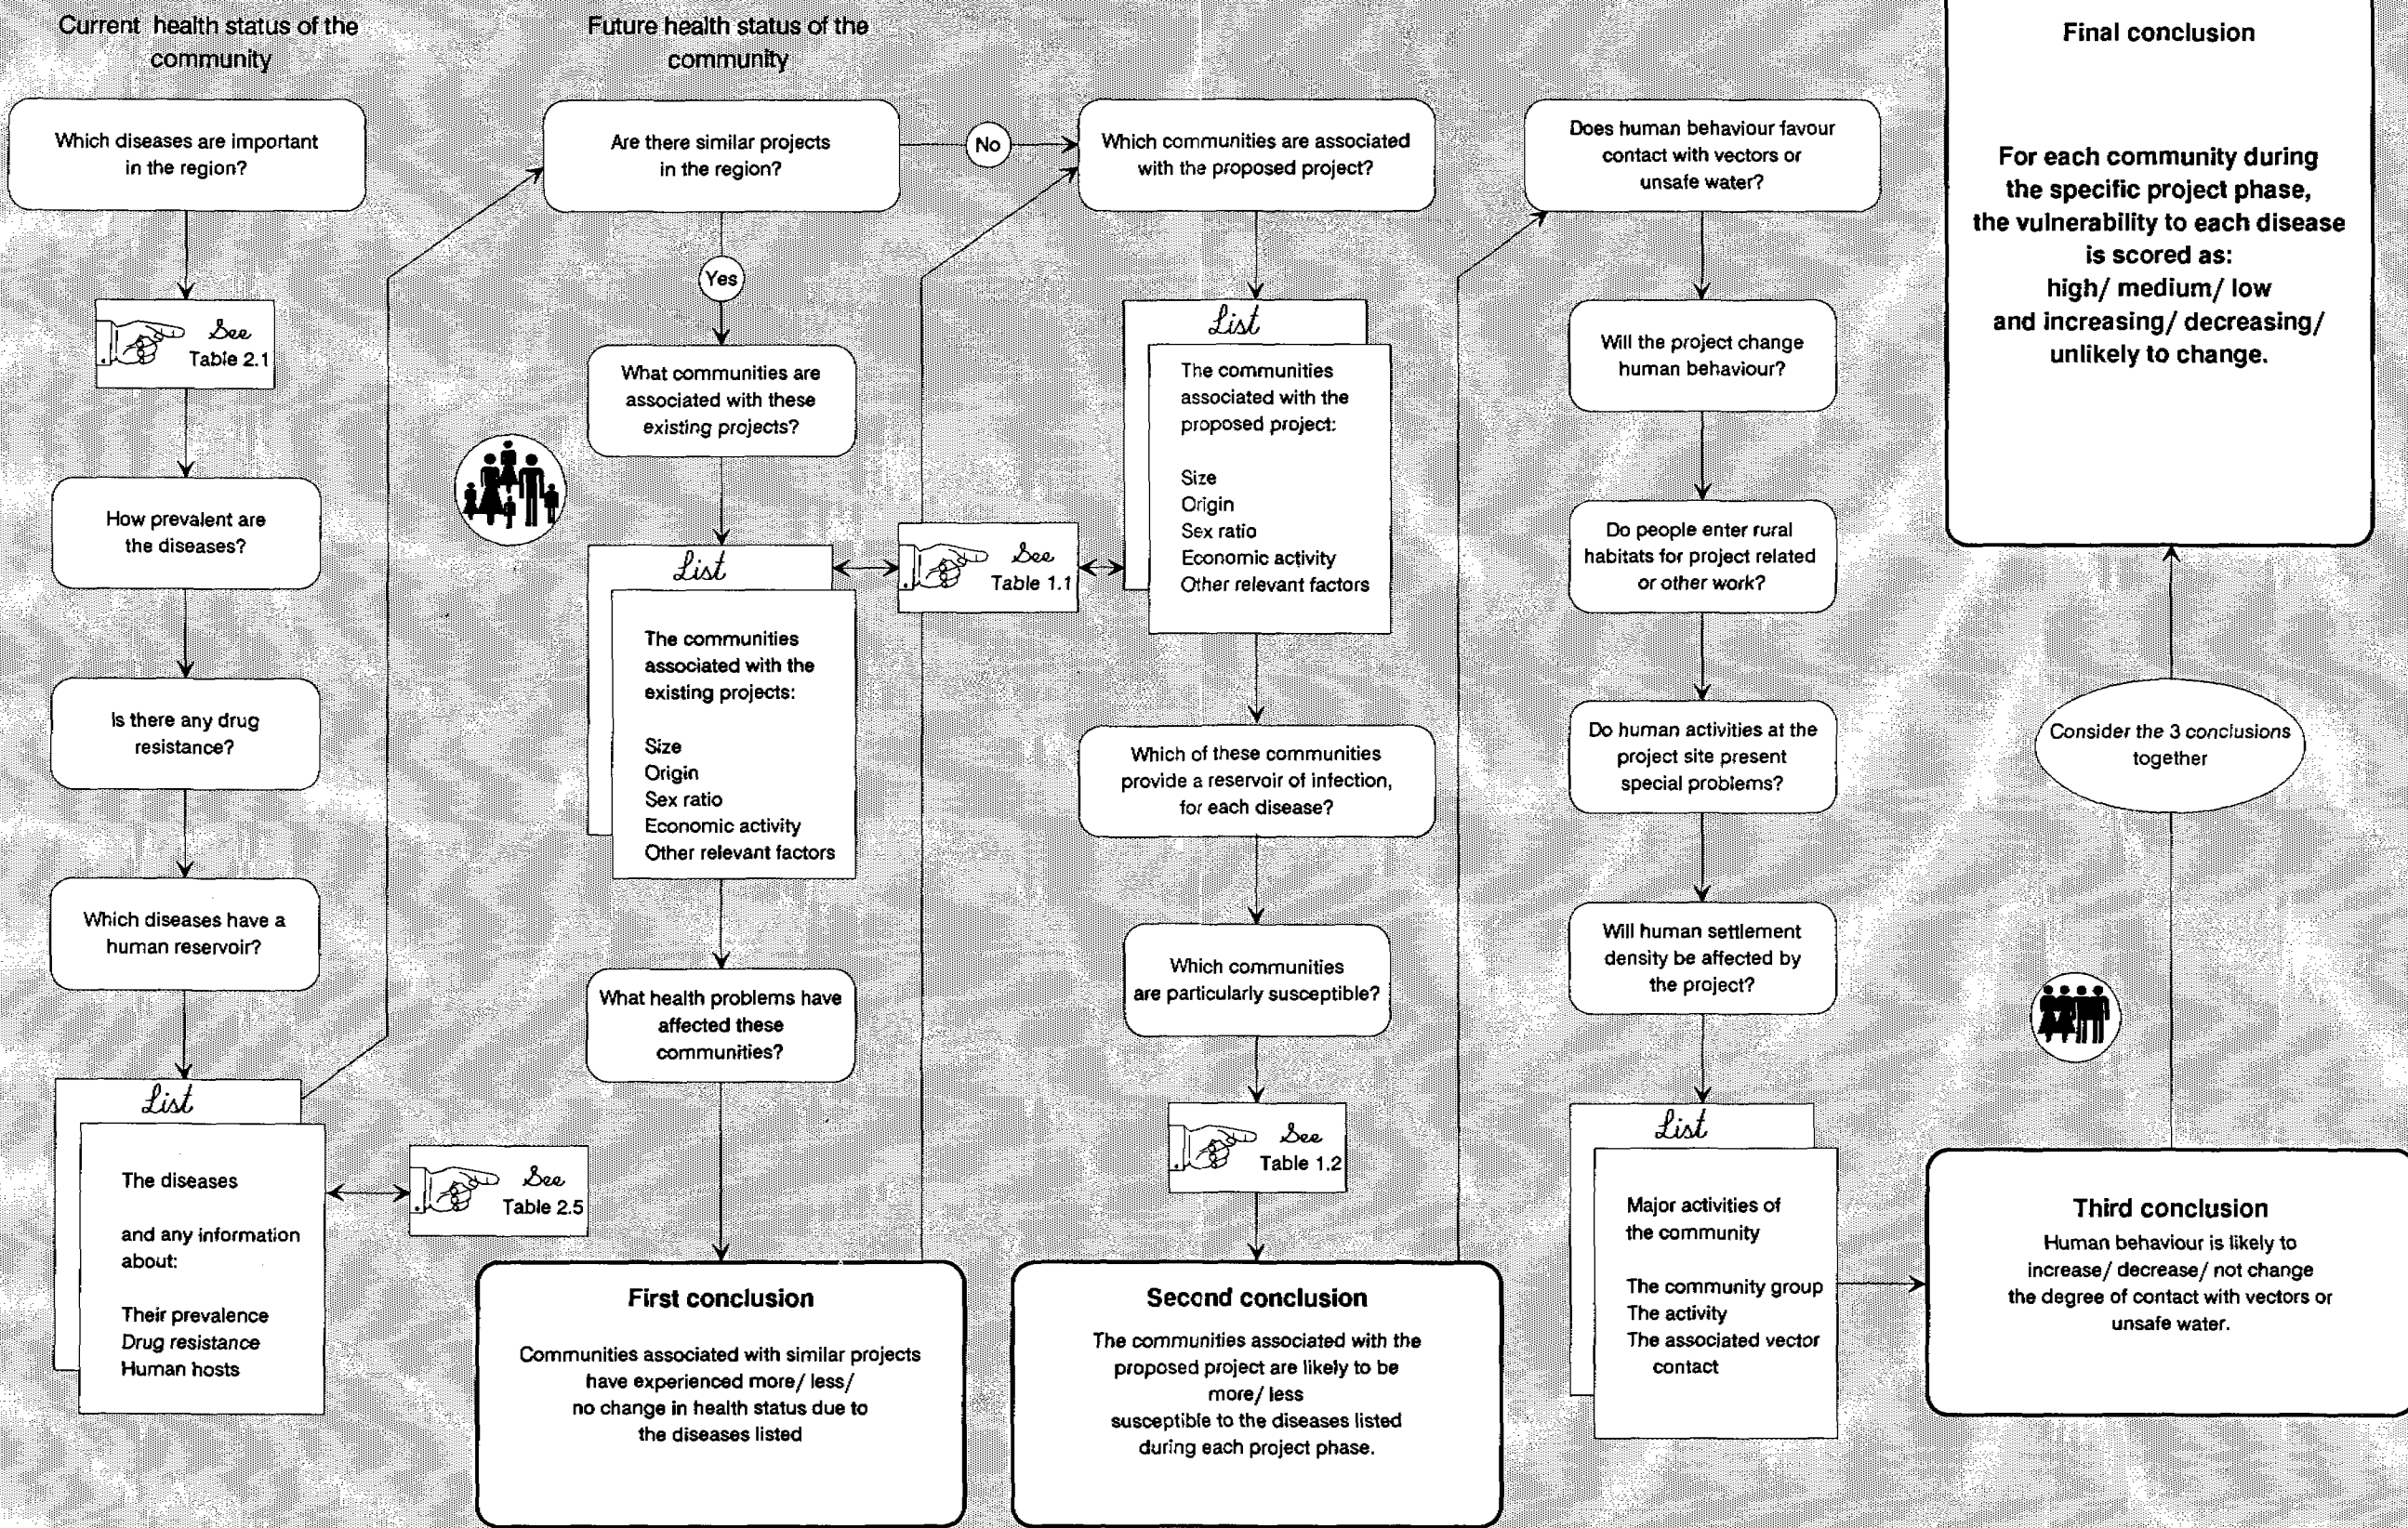 Current health status of the
community
Which diseases are important
in the region?
See
Table 2.1
How prevalent are
the diseases?
Is there any drug
resistance?
Which diseases have a
human reservoir?
List
The diseases
and any information
about:
Their prevalence
Drug resistance
Human hosts
See
Table 2.5
Future health status of the
community
Are there similar projects
in the region?
No
Yes
What communities are
associated with these
existing projects?
List
The communities
associated with the
existing projects:
Size
Origin
Sex ratio
Economic activity
Other relevant factors
See
Table 1.1
What health problems have
affected these
communities?
First conclusion
Communities associated with similar projects
have experienced more/ less/
no change in health status due to
the diseases listed
Which communities are associated
with the proposed project?
List
The communities
associated with the
proposed project:
Size
Origin
Sex ratio
Economic activity
Other relevant factors
Which of these communities
provide a reservoir of infection,
for each disease?
Which communities
are particularly susceptible?
See
Table 1.2
Second conclusion
The communities associated with the
proposed project are likely to be
more/ less
susceptible to the diseases listed
during each project phase.
Does human behaviour favour
contact with vectors or
unsafe water?
Will the project change
human behaviour?
Do people enter rural
habitats for project related
or other work?
Do human activities at the
project site present
special problems?
Will human settlement
density be affected by
the project?
List
Major activities of
the community
The community group
The activity
The associated vector
contact
Third conclusion
Human behaviour is likely to
increase/ decrease/ not change
the degree of contact with vectors or
unsafe water.
Consider the 3 conclusions
together
Final conclusion
For each community during
the specific project phase,
the vulnerability to each disease
is scored as:
high/ medium/ low
and increasing/ decreasing/
unlikely to change.